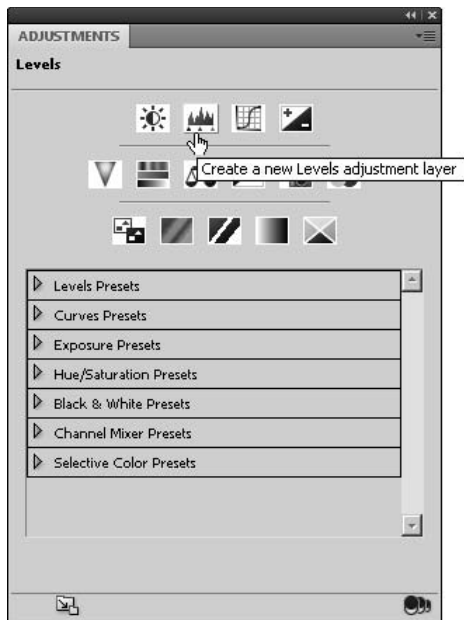 ADJUSTMENTS
Levels
Create a new Levels adjustment layer
Levels Presets
Curves Presets
Exposure Presets
Hue/Saturation Presets
Black & White Presets
Channel Mixer Presets
Selective Color Presets